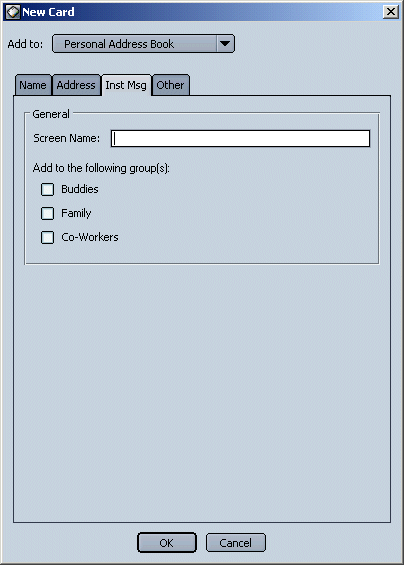 New Card
Add to: Personal Address Book
Name Address Inst Msg Other
General
Screen Name:
Add to the following group(s):
Buddies
Family
Co-Workers
OK Cancel